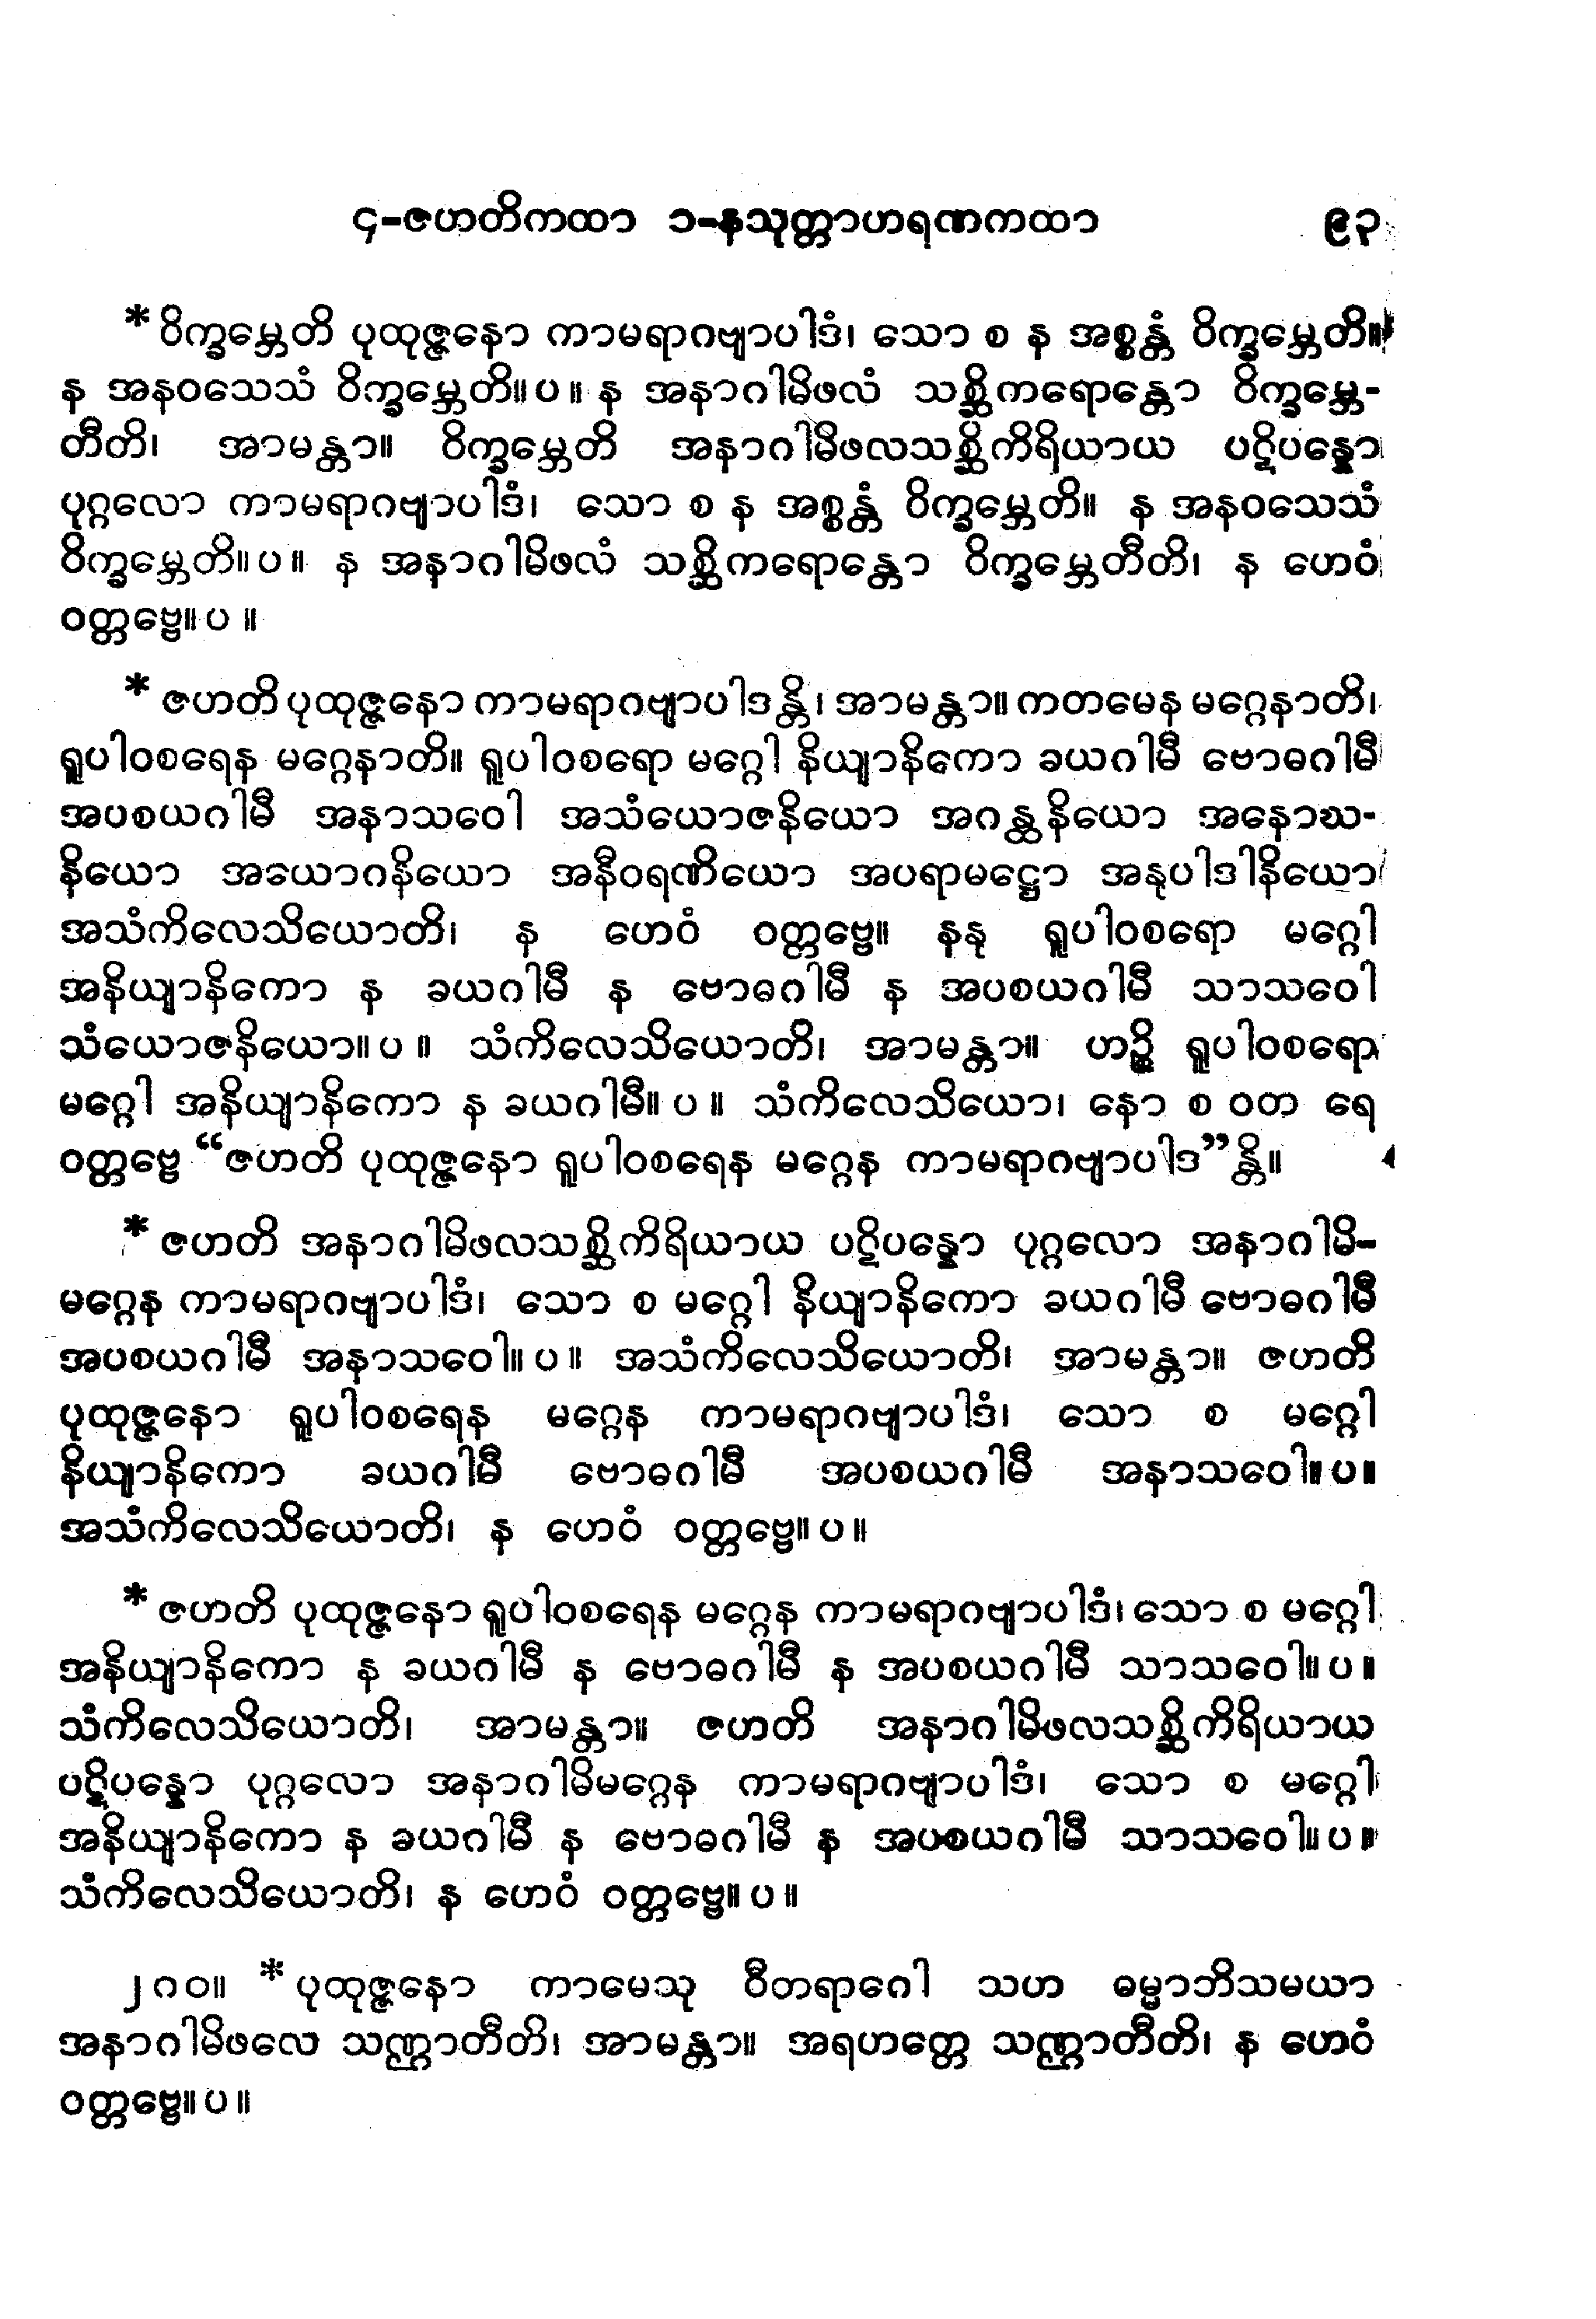 ၄-ဇဟတိကထာ ၁-နသုတ္တာဟရဏကထာ ၉၃
* ဝိက္ခမ္ဘေတိ ပုထုဇ္ဇနော ကာမရာဂဗျာပါဒံ၊ သော စ န အစ္စန္တံ ဝိက္ခမ္ဘေတိ။
န အနဝသေသံ ဝိက္ခမ္ဘေတိ။ပ။ န အနာဂါမိဖလံ သစ္ဆိကရောန္တော ဝိက္ခမ္ဘေ-
တီတိ၊ အာမန္တာ။ ဝိက္ခမ္ဘေတိ အနာဂါမိဖလသစ္ဆိကိရိယာယ ပဋိပန္နော
ပုဂ္ဂလော ကာမရာဂဗျာပါဒံ၊ သော စ န အစ္စန္တံ ဝိက္ခမ္ဘေတိ။ န အနဝသေသံ
ဝိက္ခမ္ဘေတိ။ပ။ န အနာဂါမိဖလံ သစ္ဆိကရောန္တော ဝိက္ခမ္ဘေတီတိ၊ န ဟေဝံ
ဝတ္တဗ္ဗေ။ပ။
* ဇဟတိ ပုထုဇ္ဇနော ကာမရာဂဗျာပါဒန္တိ၊ အာမန္တာ။ ကတမေန မဂ္ဂေနာတိ၊
ရူပါဝစရေန မဂ္ဂေနာတိ။ ရူပါဝစရော မဂ္ဂေါ နိယျာနိကော ခယဂါမီ ဗောဓဂါမီ
အပစယဂါမီ အနာသဝေါ အသံယောဇနိယော အဂန္ထနိယော အနောဃ-
နိယော အယောဂနိယော အနီဝရဏိယော အပရာမဋ္ဌော အနုပါဒါနိယော
အသံကိလေသိယောတိ၊ န ဟေဝံ ဝတ္တဗ္ဗေ။ နနု ရူပါဝစရော မဂ္ဂေါ
အနိယျာနိကော န ခယဂါမီ န ဗောဓဂါမီ န အပစယဂါမီ သာသဝေါ
သံယောဇနိယော။ပ။ သံကိလေသိယောတိ၊ အာမန္တာ။ ဟဉ္စိ ရူပါဝစရော
မဂ္ဂေါ အနိယျာနိကော န ခယဂါမီ။ပ။ သံကိလေသိယော၊ နော စ ဝတ ရေ
ဝတ္တဗ္ဗေ “ဇဟတိ ပုထုဇ္ဇနော ရူပါဝစရေန မဂ္ဂေန ကာမရာဂဗျာပါဒ”န္တိ။
* ဇဟတိ အနာဂါမိဖလသစ္ဆိကိရိယာယ ပဋိပန္နော ပုဂ္ဂလော အနာဂါမိ-
မဂ္ဂေန ကာမရာဂဗျာပါဒံ၊ သော စ မဂ္ဂေါ နိယျာနိကော ခယဂါမီ ဗောဓဂါမီ
အပစယဂါမီ အနာသဝေါ။ပ။ အသံကိလေသိယောတိ၊ အာမန္တာ။ ဇဟတိ
ပုထုဇ္ဇနော ရူပါဝစရေန မဂ္ဂေန ကာမရာဂဗျာပါဒံ၊ သော စ မဂ္ဂေါ
နိယျာနိကော ခယဂါမီ ဗောဓဂါမီ အပစယဂါမီ အနာသဝေါ။ပ။
အသံကိလေသိယောတိ၊ န ဟေဝံ ဝတ္တဗ္ဗေ။ပ။
* ဇဟတိ ပုထုဇ္ဇနော ရူပါဝစရေန မဂ္ဂေန ကာမရာဂဗျာပါဒံ၊ သော စ မဂ္ဂေါ
အနိယျာနိကော န ခယဂါမီ န ဗောဓဂါမီ န အပစယဂါမီ သာသဝေါ။ပ။
သံကိလေသိယောတိ၊ အာမန္တာ။ ဇဟတိ အနာဂါမိဖလသစ္ဆိကိရိယာယ
ပဋိပန္နော ပုဂ္ဂလော အနာဂါမိမဂ္ဂေန ကာမရာဂဗျာပါဒံ၊ သော စ မဂ္ဂေါ
အနိယျာနိကော န ခယဂါမီ န ဗောဓဂါမီ န အပစယဂါမီ သာသဝေါ။ပ။
သံကိလေသိယောတိ၊ န ဟေဝံ ဝတ္တဗ္ဗေ။ပ။
၂၈၀။ * ပုထုဇ္ဇနော ကာမေသု ဝီတရာဂေါ သဟ ဓမ္မာဘိသမယာ
အနာဂါမိဖလေ သဏ္ဌာတီတိ၊ အာမန္တာ။ အရဟတ္တေ သဏ္ဌာတီတိ၊ န ဟေဝံ
ဝတ္တဗ္ဗေ။ပ။